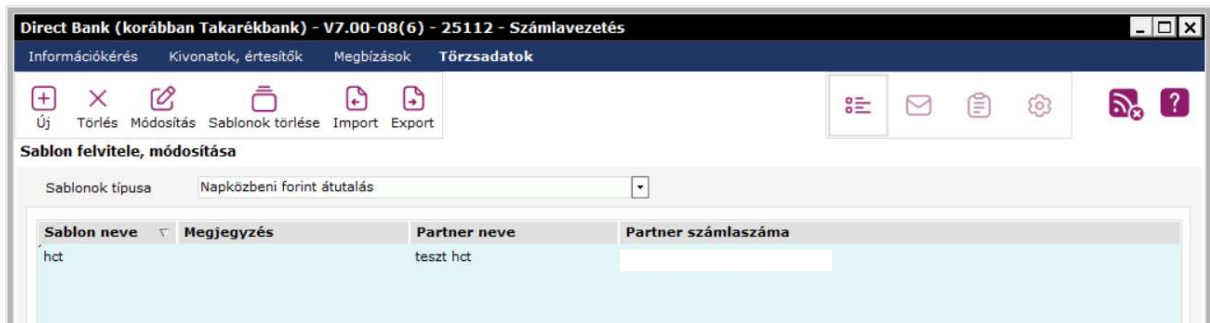 Direct Bank (korábban Takarékbank) - V7.00-08(6) - 25112 - Számlavezetés
Információkérés Kivonatok, értesítők Megbízások Törzsadatok
Új Törlés Módosítás Sablonok törlése Import Export
Sablon felvitele, módosítása
Sablonok típusa Napközbeni forint átutalás
Sablon neve Megjegyzés Partner neve Partner számlaszáma
hct teszt hct